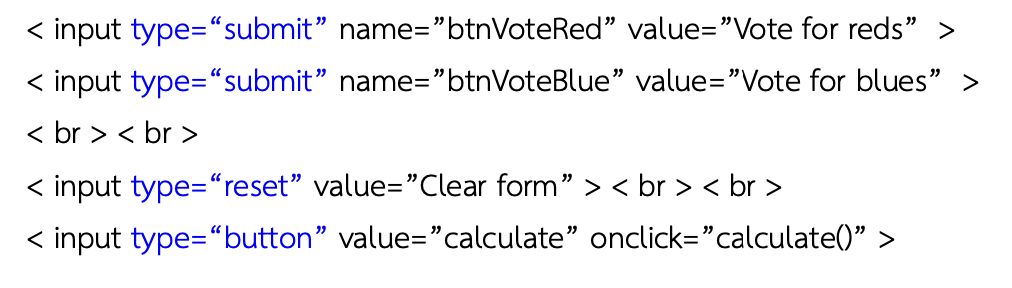 < input type=“submit” name=”btnVoteRed” value=”Vote for reds”  >
< input type=“submit” name=”btnVoteBlue” value=”Vote for blues”  >
< br > < br >
< input type=“reset” value=”Clear form” > < br > < br >
< input type=“button” value=”calculate” onclick=”calculate()” >